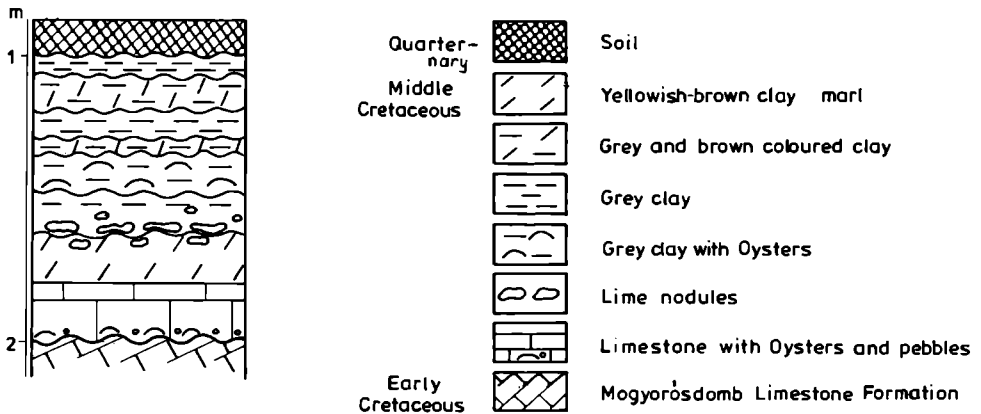 m
1
2
Quarter-
nary
Soil
Middle
Cretaceous
Yellowish-brown clay marl
Grey and brown coloured clay
Grey clay
Grey clay with Oysters
Lime nodules
Limestone with Oysters and pebbles
Early
Cretaceous
Mogyorósdomb Limestone Formation